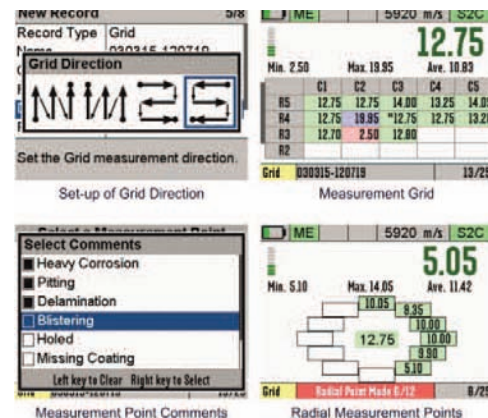 New Record 5/8
Record Type Grid
030315-120719
Grid Direction
Set the Grid measurement direction.
Set-up of Grid Direction
ME 5920 m/s S2C
12.75
Min. 2.50 Max. 19.95 Ave. 10.83
C1 C2 C3 C4 C5
R5 12.75 12.75 14.00 13.25 14.05
R4 12.75 19.95 *12.75 12.75 13.20
R3 12.70 2.50 12.80
R2
Grid 030315-120719 13/25
Measurement Grid
Select a Measurement Point
Select Comments
Heavy Corrosion
Pitting
Delamination
Blistering
Holed
Missing Coating
Left key to Clear Right key to Select
Measurement Point Comments
ME 5920 m/s S2C
5.05
Min. 5.10 Max. 14.05 Ave. 11.42
10.05
9.35
10.00
12.75 10.00
9.90
5.10
Grid Radial Point Mode 6/12 8/25
Radial Measurement Points